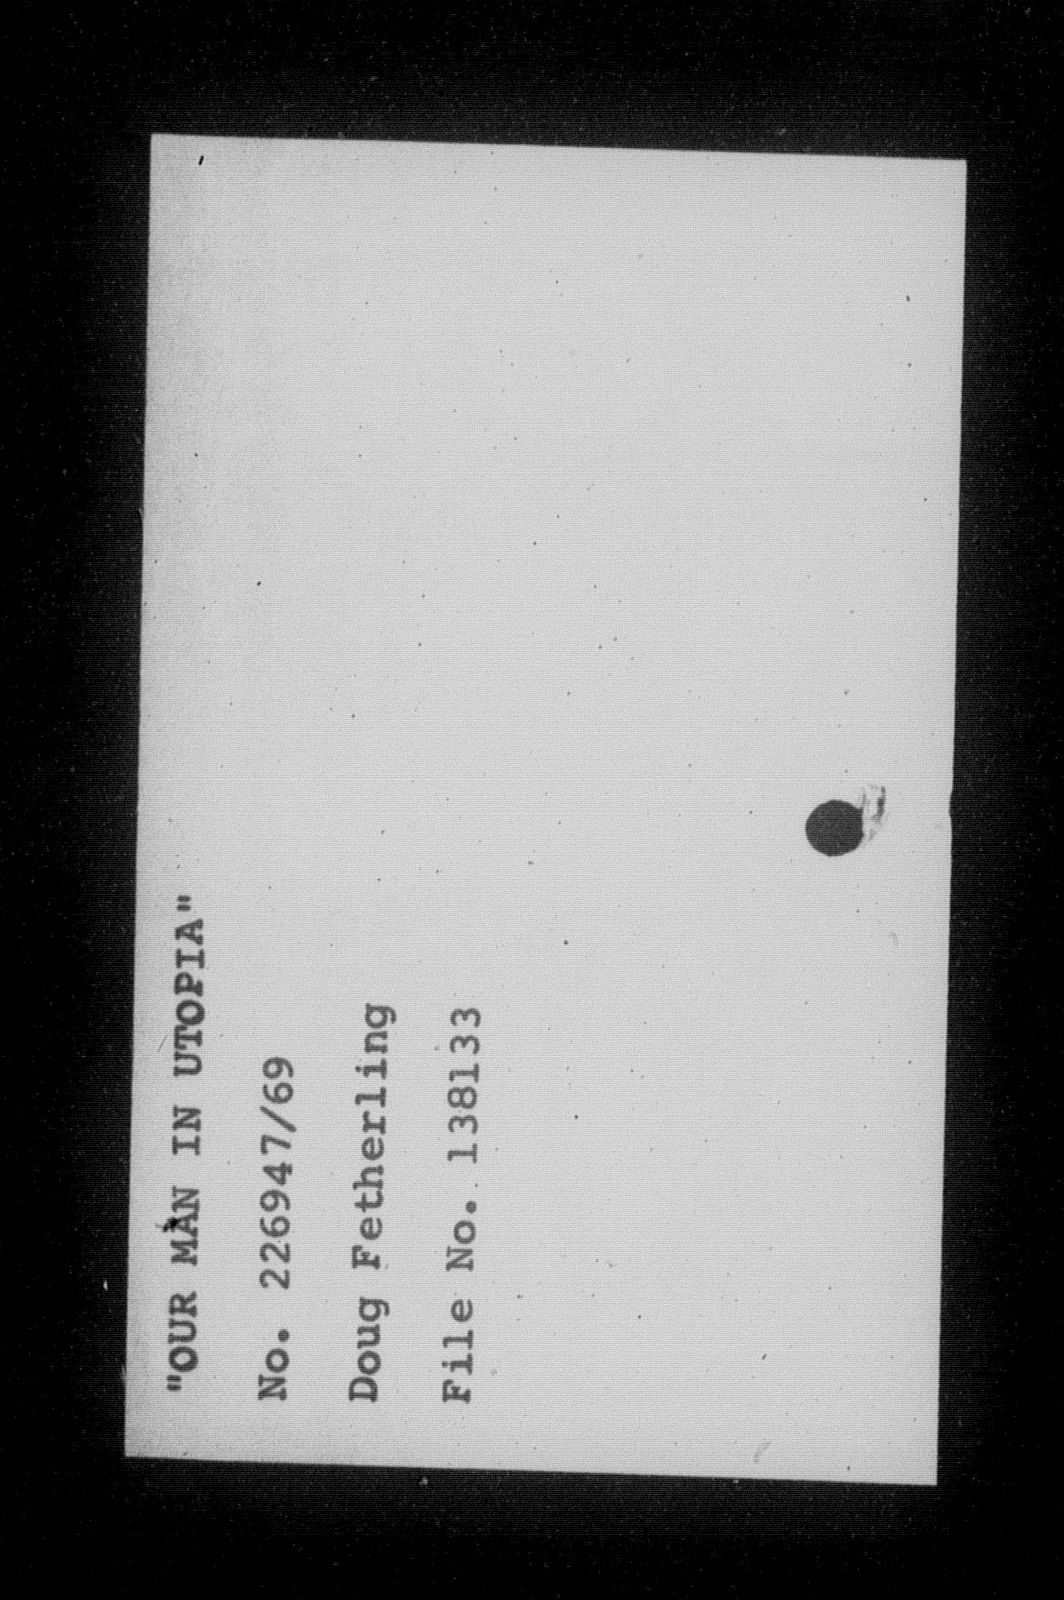 "OUR MAN IN UTOPIA"
No. 226947/69
Doug Fetherling
File No. 138133